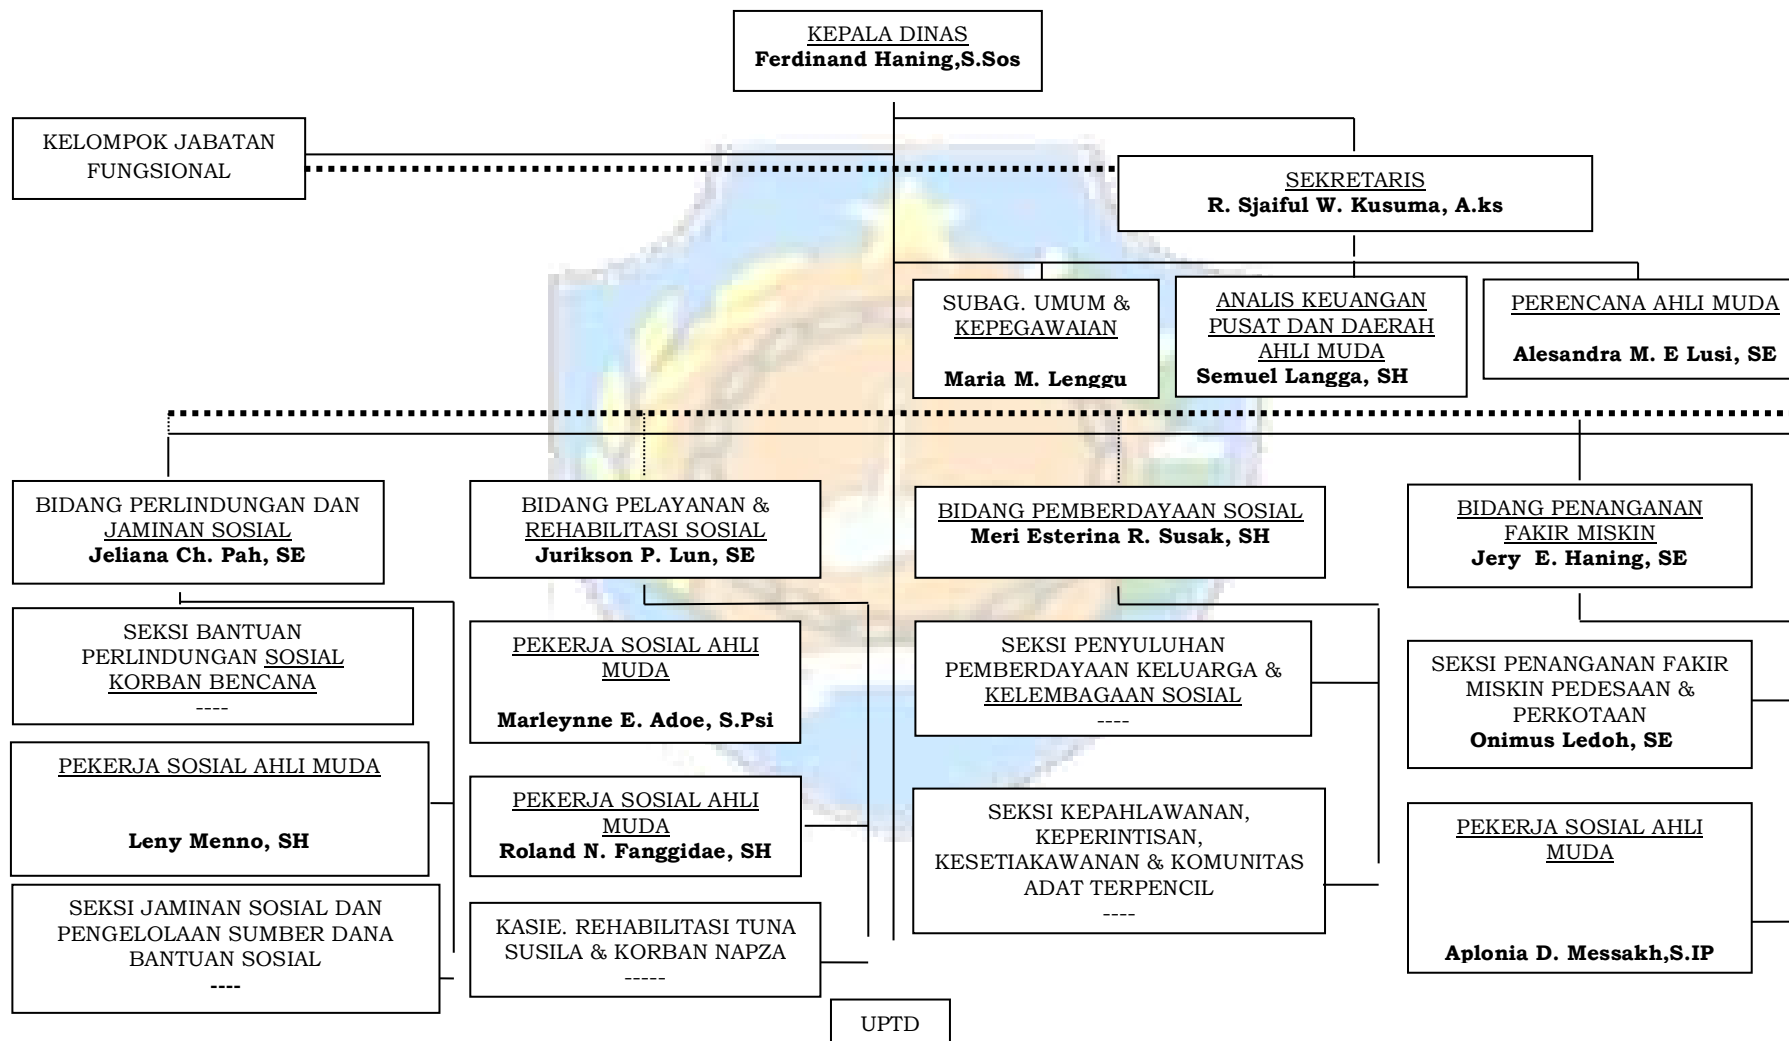 KEPALA DINAS
Ferdinand Haning,S.Sos
KELOMPOK JABATAN
FUNGSIONAL
SEKRETARIS
R. Sjaiful W. Kusuma, A.ks
SUBAG. UMUM &
KEPEGAWAIAN
Maria M. Lenggu
ANALIS KEUANGAN
PUSAT DAN DAERAH
AHLI MUDA
Semuel Langga, SH
PERENCANA AHLI MUDA
Alesandra M. E Lusi, SE
BIDANG PERLINDUNGAN DAN
JAMINAN SOSIAL
Jeliana Ch. Pah, SE
BIDANG PELAYANAN &
REHABILITASI SOSIAL
Jurikson P. Lun, SE
BIDANG PEMBERDAYAAN SOSIAL
Meri Esterina R. Susak, SH
BIDANG PENANGANAN
FAKIR MISKIN
Jery  E. Haning, SE
SEKSI BANTUAN
PERLINDUNGAN SOSIAL
KORBAN BENCANA
----
PEKERJA SOSIAL AHLI
MUDA
Marleynne E. Adoe, S.Psi
SEKSI PENYULUHAN
PEMBERDAYAAN KELUARGA &
KELEMBAGAAN SOSIAL
----
SEKSI PENANGANAN FAKIR
MISKIN PEDESAAN &
PERKOTAAN
Onimus Ledoh, SE
PEKERJA SOSIAL AHLI MUDA
Leny Menno, SH
PEKERJA SOSIAL AHLI
MUDA
Roland N. Fanggidae, SH
SEKSI KEPAHLAWANAN,
KEPERINTISAN,
KESETIAKAWANAN & KOMUNITAS
ADAT TERPENCIL
----
PEKERJA SOSIAL AHLI
MUDA
Aplonia D. Messakh,S.IP
SEKSI JAMINAN SOSIAL DAN
PENGELOLAAN SUMBER DANA
BANTUAN SOSIAL
----
KASIE. REHABILITASI TUNA
SUSILA & KORBAN NAPZA
-----
UPTD